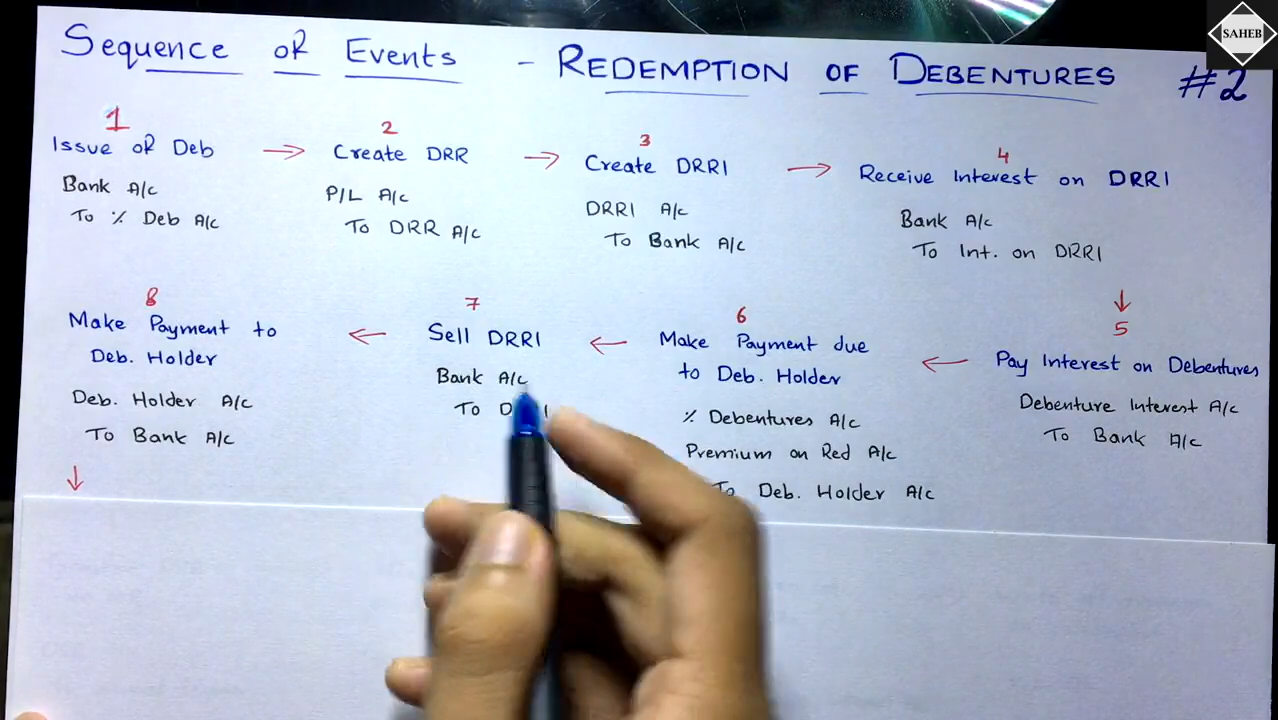 SAHEB
Sequence of Events - REDEMPTION OF DEBENTURES #2
1
Issue of Deb
Bank A/c
To % Deb A/c
2
Create DRR
P/L A/c
To DRR A/c
3
Create DRRI
DRRI A/c
To Bank A/c
4
Receive Interest on DRRI
Bank A/c
To Int. on DRRI
5
Pay Interest on Debentures
Debenture Interest A/c
To Bank A/c
6
Make Payment due
to Deb. Holder
% Debentures A/c
Premium on Red A/c
To Deb. Holder A/c
7
Sell DRRI
Bank A/c
To
8
Make Payment to
Deb. Holder
Deb. Holder A/c
To Bank A/c